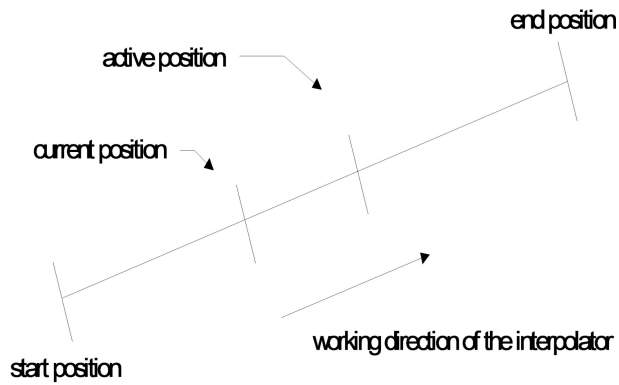 end position
active position
current position
working direction of the interpolator
start position